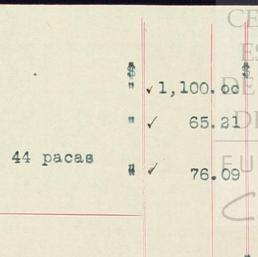 $ $
" ✓ 1,100.00
" ✓ 65.21
44 pacas " ✓ 76.09